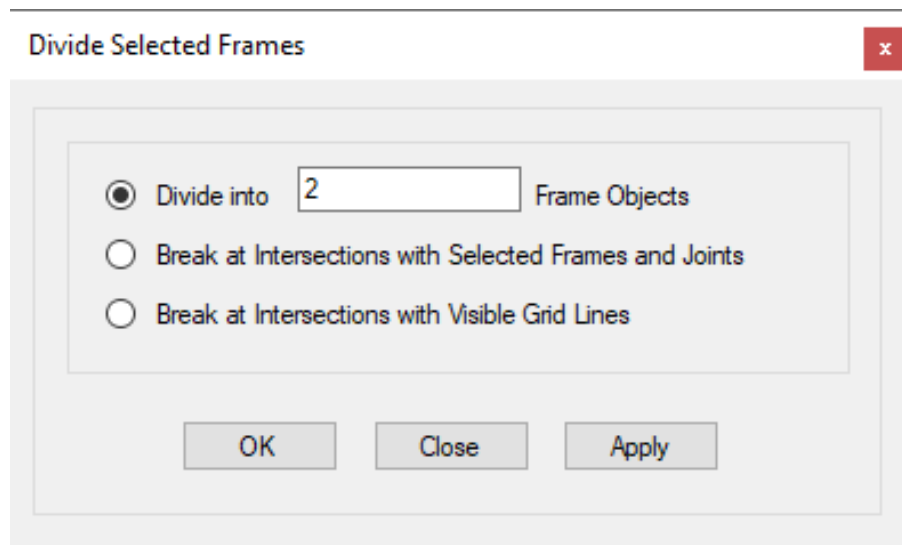 Divide Selected Frames
x
Divide into 2 Frame Objects
Break at Intersections with Selected Frames and Joints
Break at Intersections with Visible Grid Lines
OK Close Apply